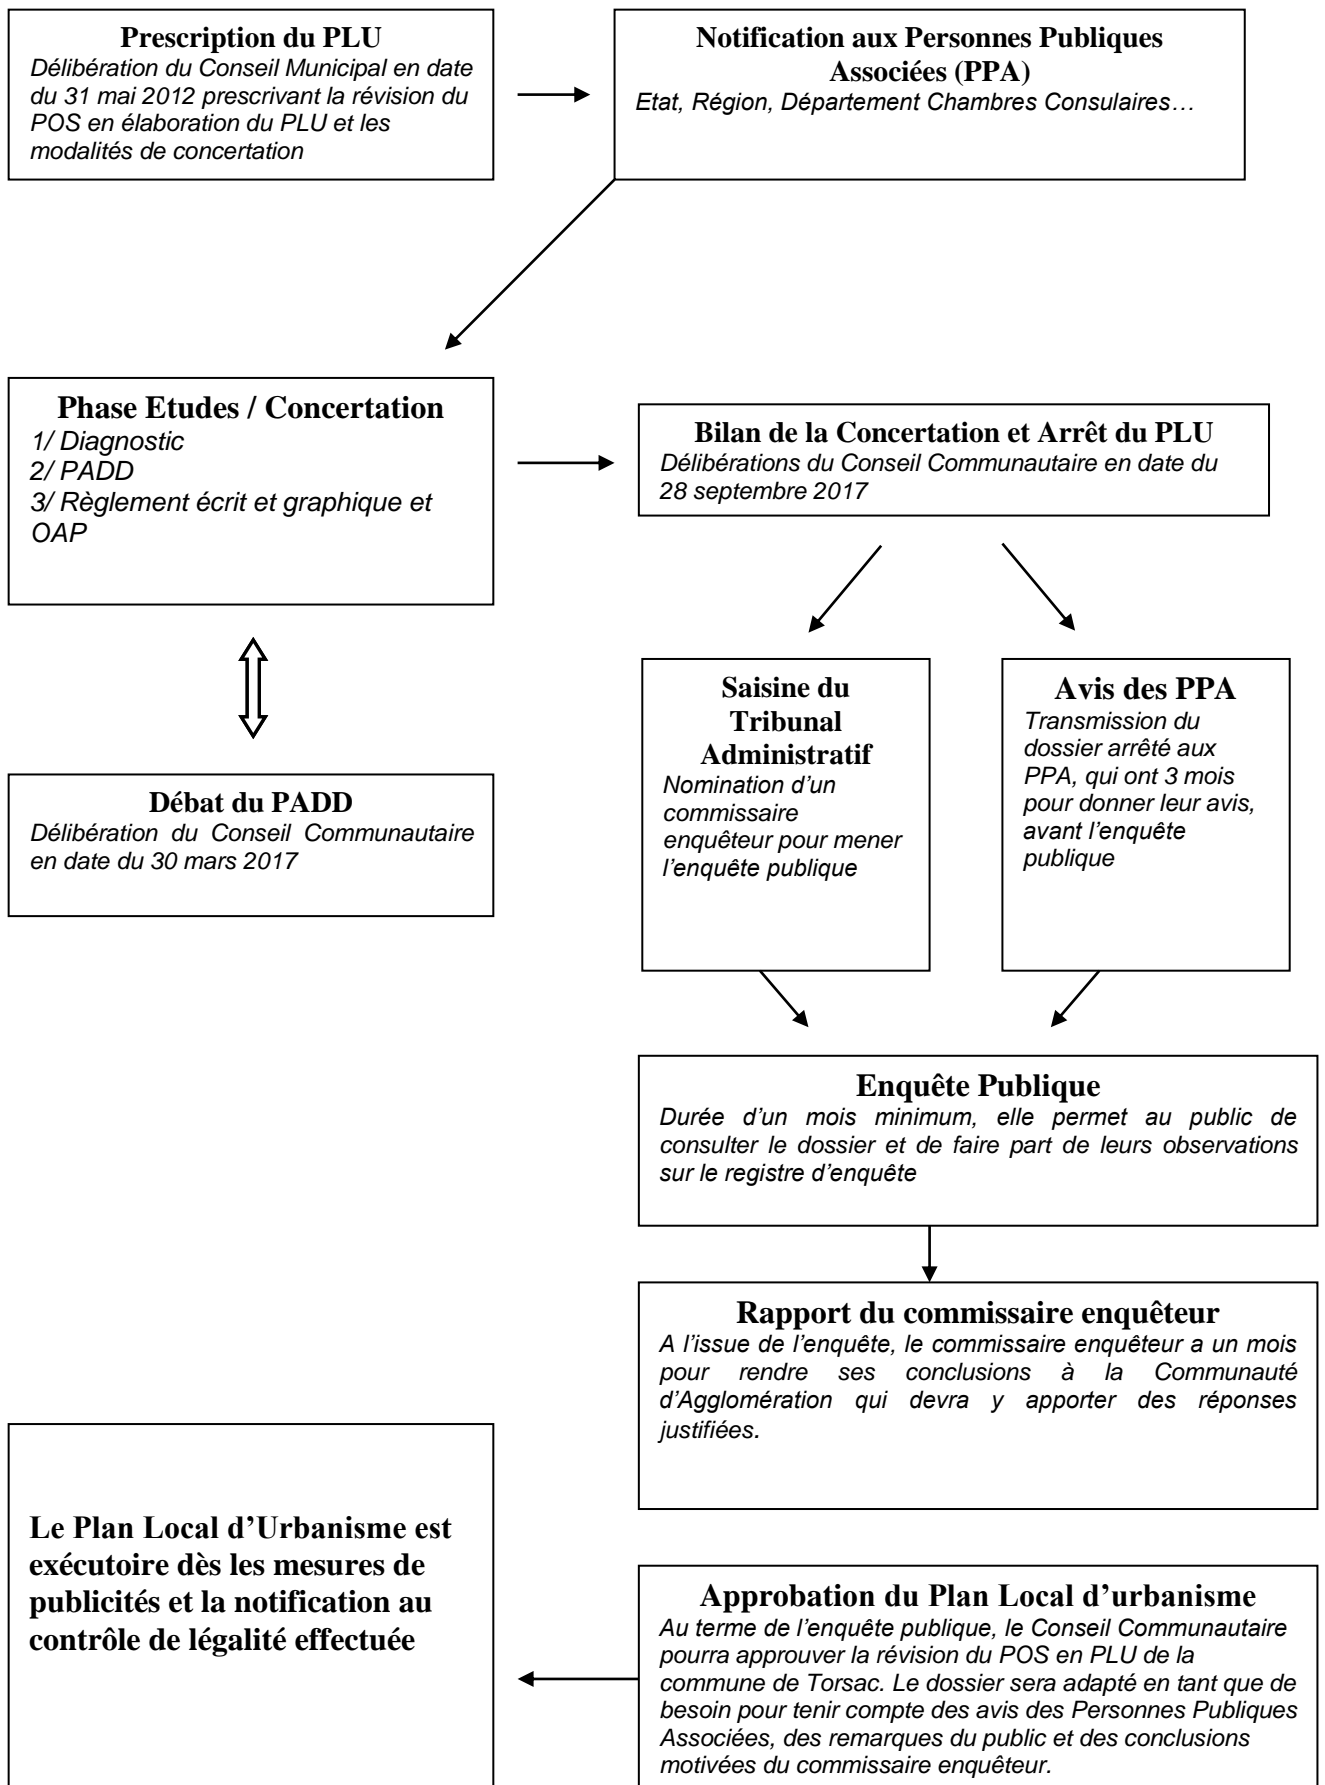 Prescription du PLU
Délibération du Conseil Municipal en date
du 31 mai 2012 prescrivant la révision du
POS en élaboration du PLU et les
modalités de concertation
Notification aux Personnes Publiques
Associées (PPA)
Etat, Région, Département Chambres Consulaires…
Phase Etudes / Concertation
1/ Diagnostic
2/ PADD
3/ Règlement écrit et graphique et
OAP
Bilan de la Concertation et Arrêt du PLU
Délibérations du Conseil Communautaire en date du
28 septembre 2017
Débat du PADD
Délibération du Conseil Communautaire
en date du 30 mars 2017
Saisine du
Tribunal
Administratif
Nomination d’un
commissaire
enquêteur pour mener
l’enquête publique
Avis des PPA
Transmission du
dossier arrêté aux
PPA, qui ont 3 mois
pour donner leur avis,
avant l’enquête
publique
Enquête Publique
Durée d’un mois minimum, elle permet au public de
consulter le dossier et de faire part de leurs observations
sur le registre d’enquête
Rapport du commissaire enquêteur
A l’issue de l’enquête, le commissaire enquêteur a un mois
pour rendre ses conclusions à la Communauté
d’Agglomération qui devra y apporter des réponses
justifiées.
Approbation du Plan Local d’urbanisme
Au terme de l’enquête publique, le Conseil Communautaire
pourra approuver la révision du POS en PLU de la
commune de Torsac. Le dossier sera adapté en tant que de
besoin pour tenir compte des avis des Personnes Publiques
Associées, des remarques du public et des conclusions
motivées du commissaire enquêteur.
Le Plan Local d’Urbanisme est
exécutoire dès les mesures de
publicités et la notification au
contrôle de légalité effectuée